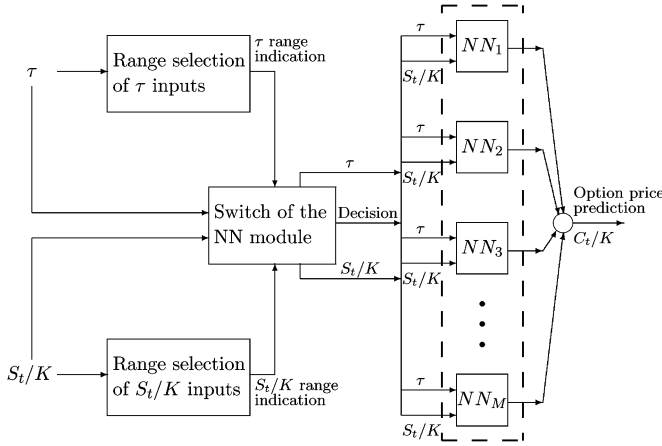 τ
Range selection
of τ inputs
τ range
indication
Switch of the
NN module
S_t/K
Range selection
of S_t/K inputs
S_t/K range
indication
τ
Decision
S_t/K
τ
S_t/K
NN_1
τ
S_t/K
NN_2
τ
S_t/K
NN_3
τ
S_t/K
NN_M
Option price
prediction
C_t/K